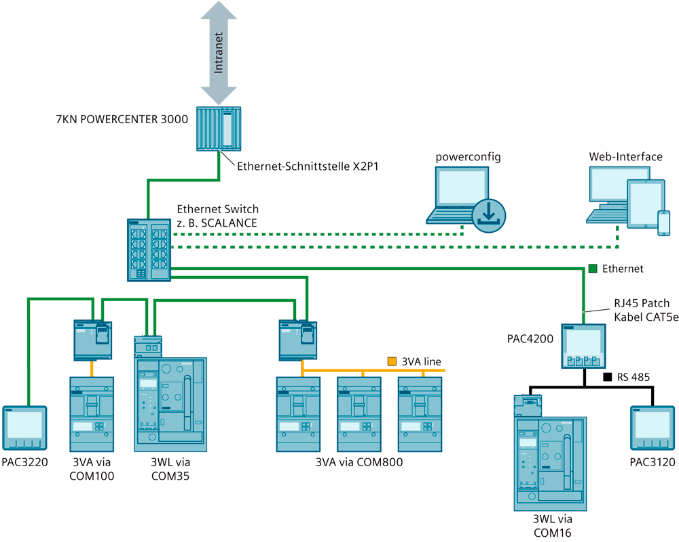 Intranet
7KN POWERCENTER 3000
Ethernet-Schnittstelle X2P1
powerconfig
Web-Interface
Ethernet Switch
z. B. SCALANCE
Ethernet
RJ45 Patch
Kabel CAT5e
PAC4200
3VA line
RS 485
PAC3220
3VA via
COM100
3WL via
COM35
3VA via COM800
PAC3120
3WL via
COM16